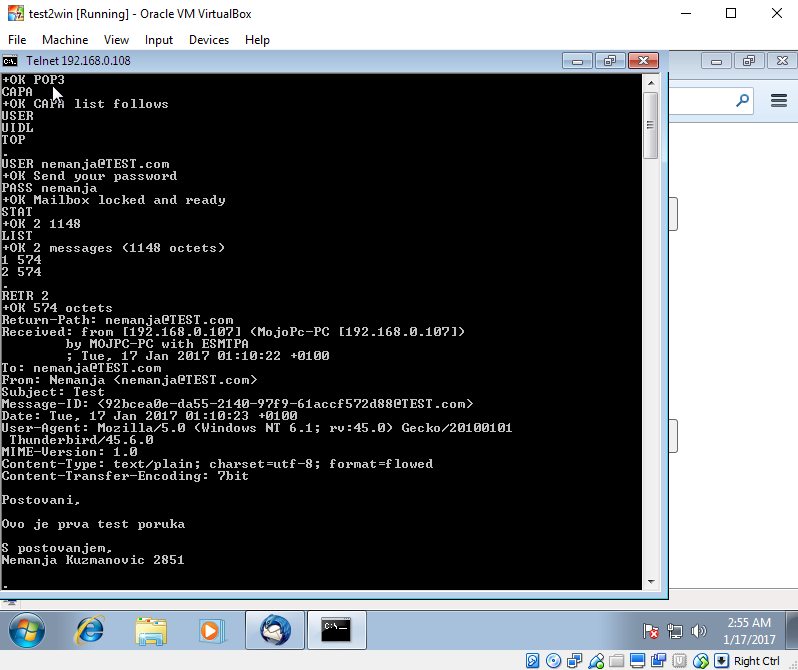 test2win [Running] - Oracle VM VirtualBox
File Machine View Input Devices Help
Telnet 192.168.0.108
+OK POP3
CAPA
+OK CAPA list follows
USER
UIDL
TOP
.
USER nemanja@TEST.com
+OK Send your password
PASS nemanja
+OK Mailbox locked and ready
STAT
+OK 2 1148
LIST
+OK 2 messages (1148 octets)
1 574
2 574
.
RETR 2
+OK 574 octets
Return-Path: nemanja@TEST.com
Received: from [192.168.0.107] (MojoPc-PC [192.168.0.107])
by MOJPC-PC with ESMTPA
; Tue, 17 Jan 2017 01:10:22 +0100
To: nemanja@TEST.com
From: Nemanja <nemanja@TEST.com>
Subject: Test
Message-ID: <92bcea0e-da55-2140-97f9-61accf572d88@TEST.com>
Date: Tue, 17 Jan 2017 01:10:23 +0100
User-Agent: Mozilla/5.0 (Windows NT 6.1; rv:45.0) Gecko/20100101
Thunderbird/45.6.0
MIME-Version: 1.0
Content-Type: text/plain; charset=utf-8; format=flowed
Content-Transfer-Encoding: 7bit
Postovani,
Ovo je prva test poruka
S postovanjem,
Nemanja Kuzmanovic 2851
.
2:55 AM
1/17/2017
Right Ctrl